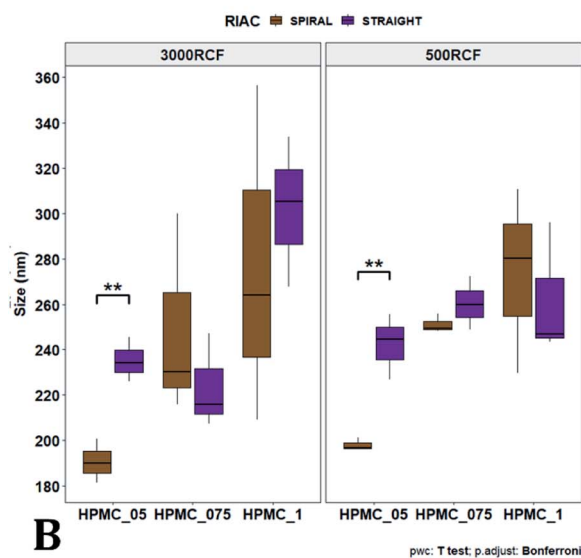 RIAC SPIRAL STRAIGHT
3000RCF 500RCF
360
340
320
300
280
260
240
220
200
180
Size (nm)
** **
HPMC_05 HPMC_075 HPMC_1 HPMC_05 HPMC_075 HPMC_1
B
pwc: T test; p.adjust: Bonferroni